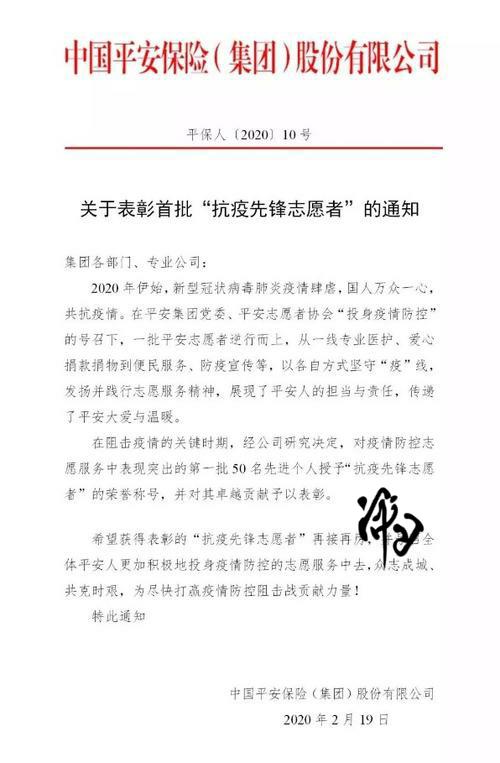 中国平安保险（集团）股份有限公司
平保人〔2020〕10号
关于表彰首批“抗疫先锋志愿者”的通知
集团各部门、专业公司：
2020 年伊始，新型冠状病毒肺炎疫情肆虐，国人万众一心，
共抗疫情。在平安集团党委、平安志愿者协会“投身疫情防控”
的号召下，一批平安志愿者逆行而上，从一线专业医护、爱心
捐款捐物到便民服务、防疫宣传等，以各自方式坚守“疫”线，
发扬并践行志愿服务精神，展现了平安人的担当与责任，传递
了平安大爱与温暖。
在阻击疫情的关键时期，经公司研究决定，对疫情防控志
愿服务中表现突出的第一批 50 名先进个人授予“抗疫先锋志愿
者”的荣誉称号，并对其卓越贡献予以表彰。
希望获得表彰的“抗疫先锋志愿者”再接再厉，全
体平安人更加积极地投身疫情防控的志愿服务中去，众志成城、
共克时艰，为尽快打赢疫情防控阻击战贡献力量！
特此通知
中国平安保险（集团）股份有限公司
2020 年 2 月 19 日